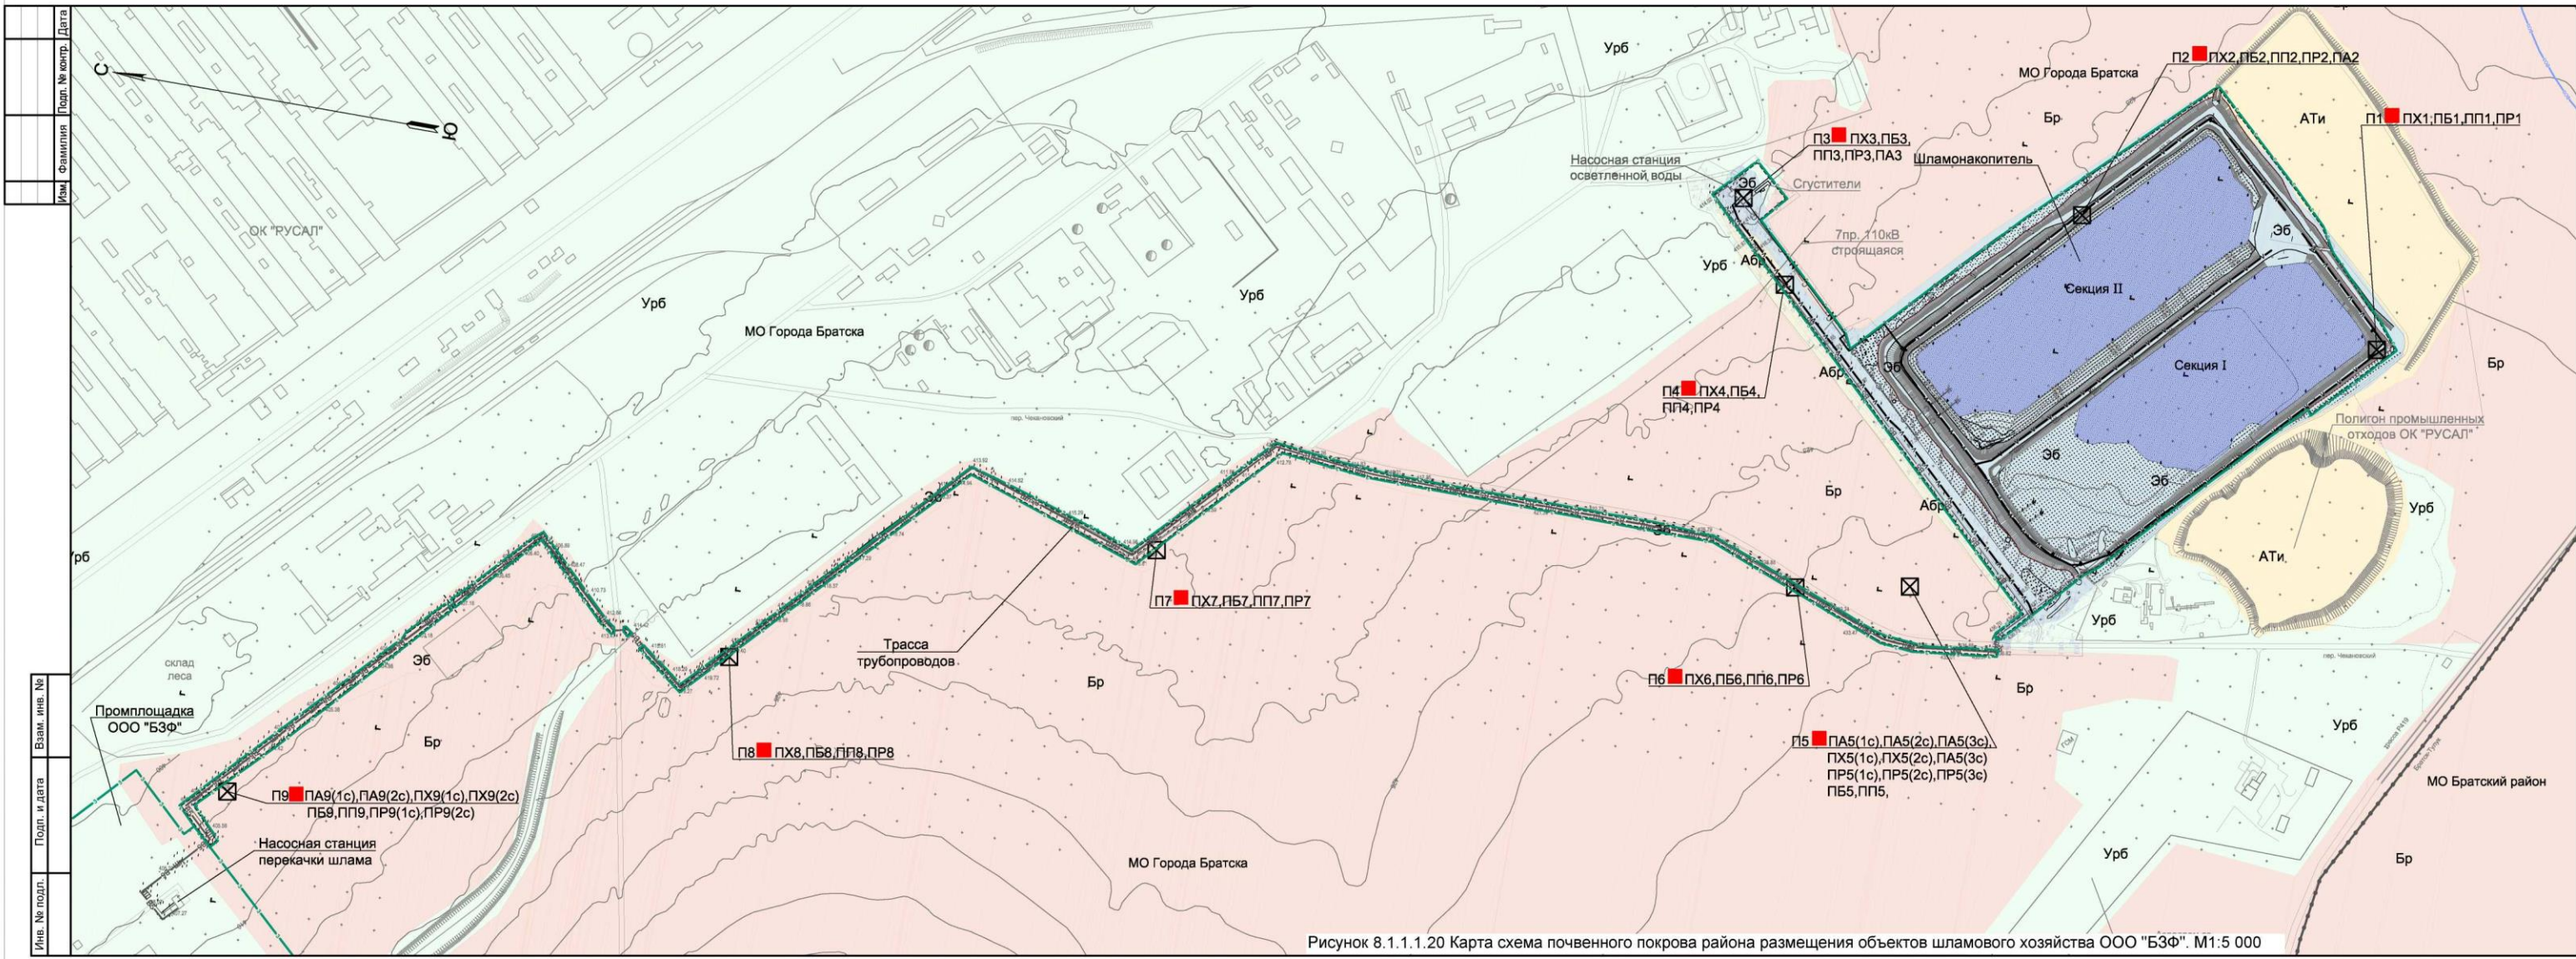 Дата
Подп. № контр.
Фамилия
Изм.
Взам. инв. №
Подп. и дата
Инв. № подл.
С
Ю
ОК "РУСАЛ"
Урб
МО Города Братска
Урб
Урб
МО Города Братска
П2 ПХ2,ПБ2,ПП2,ПР2,ПА2
Бр
АТи
П1 ПХ1,ПБ1,ПП1,ПР1
П3 ПХ3,ПБ3,
ПП3,ПР3,ПА3
Насосная станция
осветленной воды
Эб
Сгустители
Шламонакопитель
7пр. 110кВ
строящаяся
Урб
Абр
Эб
Секция II
Секция I
Эб
Абр
Бр
П4 ПХ4,ПБ4,
ПП4,ПР4
пер. Чекановский
Полигон промышленных
отходов ОК "РУСАЛ"
Эб
Эб
Бр
Абр
Урб
АТи
Эб
Эб
Урб
П7 ПХ7,ПБ7,ПП7,ПР7
Трасса
трубопроводов
Бр
Урб
пер. Чекановский
склад
леса
Эб
Промплощадка
ООО "БЗФ"
Бр
П6 ПХ6,ПБ6,ПП6,ПР6
Бр
Урб
П8 ПХ8,ПБ8,ПП8,ПР8
П5 ПА5(1с),ПА5(2с),ПА5(3с),
ПХ5(1с),ПХ5(2с),ПА5(3с)
ПР5(1с),ПР5(2с),ПР5(3с)
ПБ5,ПП5,
МО Братский район
П9 ПА9(1с),ПА9(2с),ПХ9(1с),ПХ9(2с)
ПБ9,ПП9,ПР9(1с),ПР9(2с)
Насосная станция
перекачки шлама
МО Города Братска
Урб
Бр
Рисунок 8.1.1.1.20 Карта схема почвенного покрова района размещения объектов шламового хозяйства ООО "БЗФ". М1:5 000